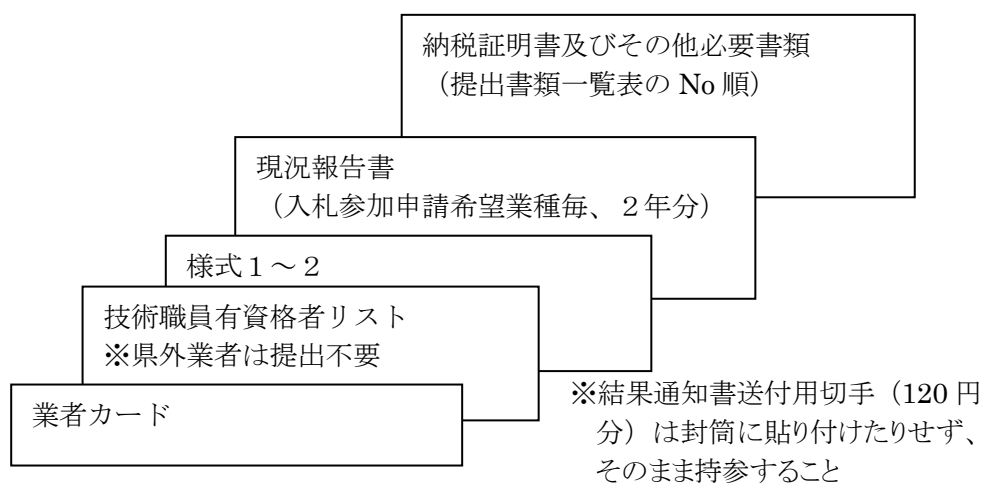 納税証明書及びその他必要書類
（提出書類一覧表の No 順）
現況報告書
（入札参加申請希望業種毎、２年分）
様式１～２
技術職員有資格者リスト
※県外業者は提出不要
業者カード
※結果通知書送付用切手（120 円
分）は封筒に貼り付けたりせず、
そのまま持参すること